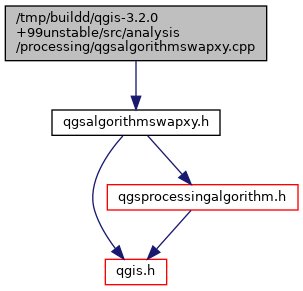 /tmp/buildd/qgis-3.2.0
+99unstable/src/analysis
/processing/qgsalgorithmswapxy.cpp
qgsalgorithmswapxy.h
qgsprocessingalgorithm.h
qgis.h